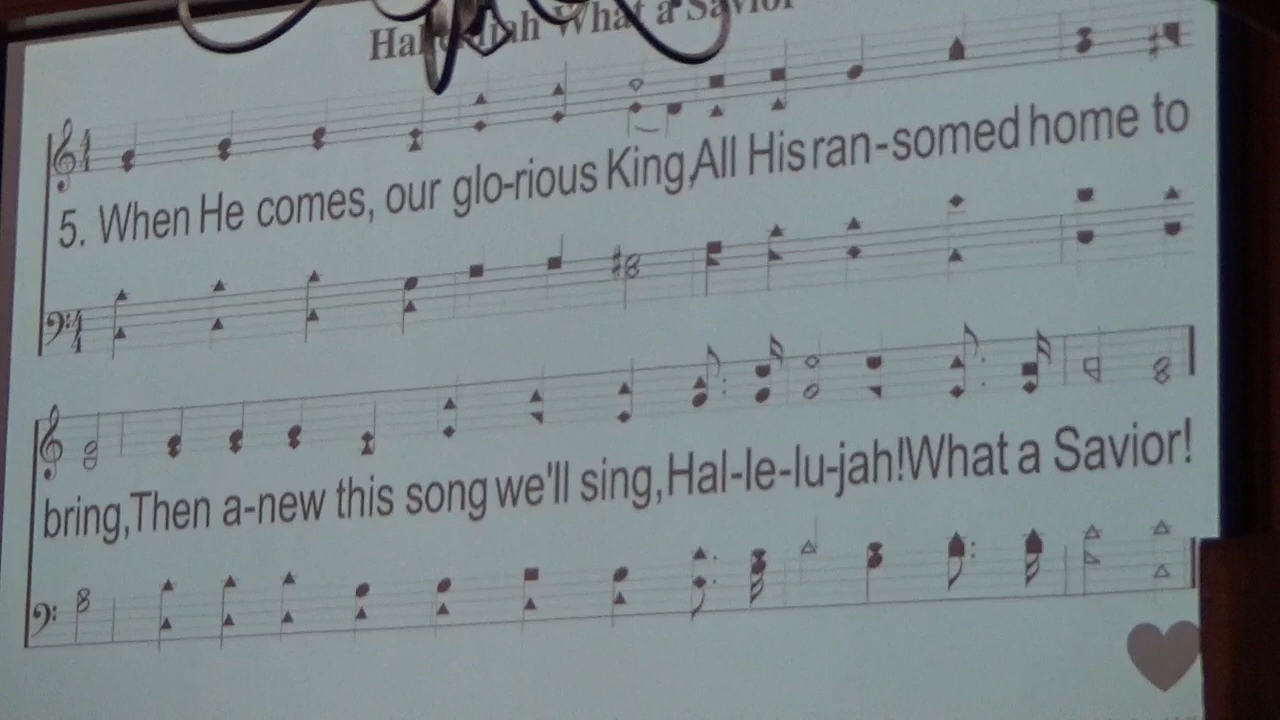 Hallelujah What a Savior
5. When He comes, our glo-rious King, All His ran-somed home to
bring, Then a-new this song we'll sing, Hal-le-lu-jah! What a Savior!